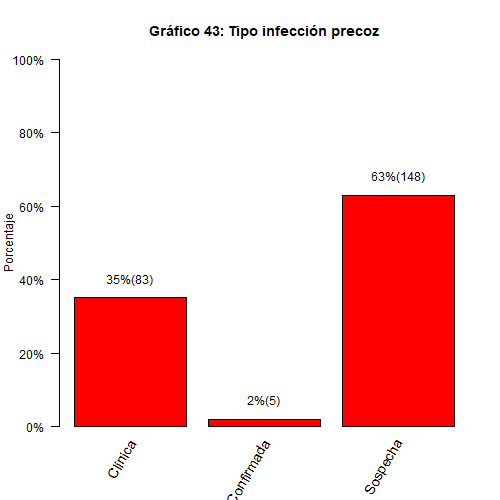 Gráfico 43: Tipo infección precoz
Porcentaje
100%
80%
60%
40%
20%
0%
35%(83)
2%(5)
63%(148)
Clinica
Confirmada
Sospecha